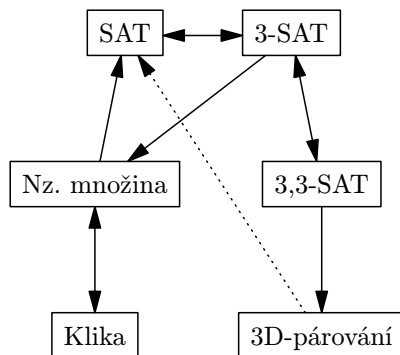 SAT
3-SAT
Nz. množina
3,3-SAT
Klika
3D-párování